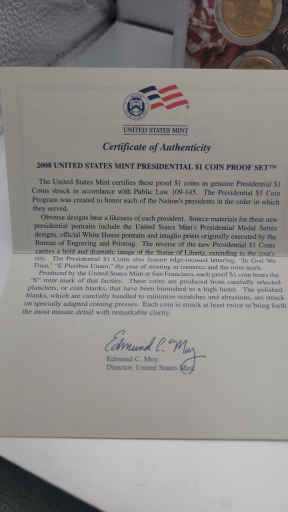 UNITED STATES MINT
Certificate of Authenticity
2008 UNITED STATES MINT PRESIDENTIAL $1 COIN PROOF SET™
The United States Mint certifies these proof $1 coins as genuine Presidential $1
Coins struck in accordance with Public Law 109-145. The Presidential $1 Coin
Program was created to honor each of the Nation's presidents in the order in which
they served.
Obverse designs bear a likeness of each president. Source materials for these new
presidential portraits include the United States Mint's Presidential Medal Series
designs, official White House portraits and intaglio prints originally executed by the
Bureau of Engraving and Printing. The reverse of the new Presidential $1 Coins
carries a bold and dramatic image of the Statue of Liberty, extending to the coin's
rim. The Presidential $1 Coins also feature edge-incused lettering, "In God We
Trust," "E Pluribus Unum," the year of minting or issuance and the mint mark.
Produced by the United States Mint at San Francisco, each proof $1 coin bears the
"S" mint mark of that facility. These coins are produced from carefully selected
planchets, or coin blanks, that have been burnished to a high luster. The polished
blanks, which are carefully handled to minimize scratches and abrasions, are struck
on specially adapted coining presses. Each coin is struck at least twice to bring forth
the most minute detail with remarkable clarity.
Edmund C. Moy
Edmund C. Moy
Director, United States Mint